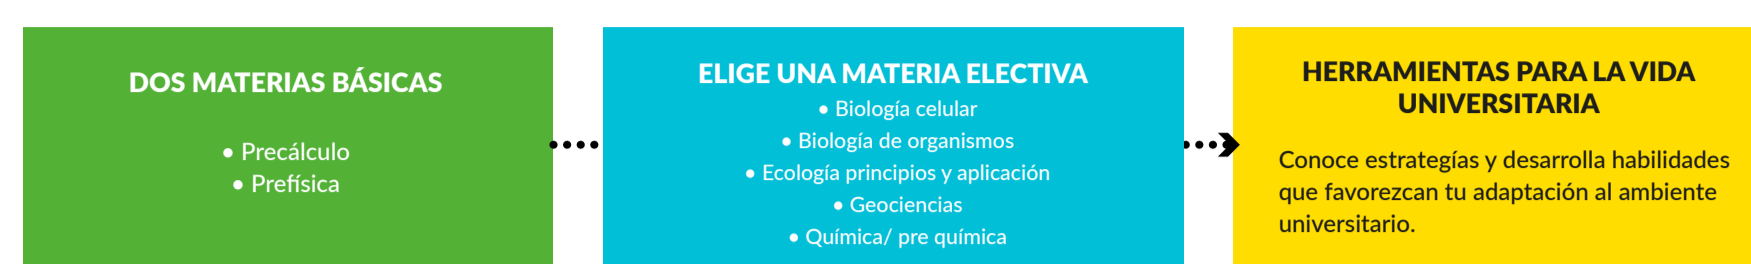 DOS MATERIAS BÁSICAS
• Precálculo
• Prefísica
ELIGE UNA MATERIA ELECTIVA
• Biología celular
• Biología de organismos
• Ecología principios y aplicación
• Geociencias
• Química/ pre química
HERRAMIENTAS PARA LA VIDA
UNIVERSITARIA
Conoce estrategías y desarrolla habilidades
que favorezcan tu adaptación al ambiente
universitario.